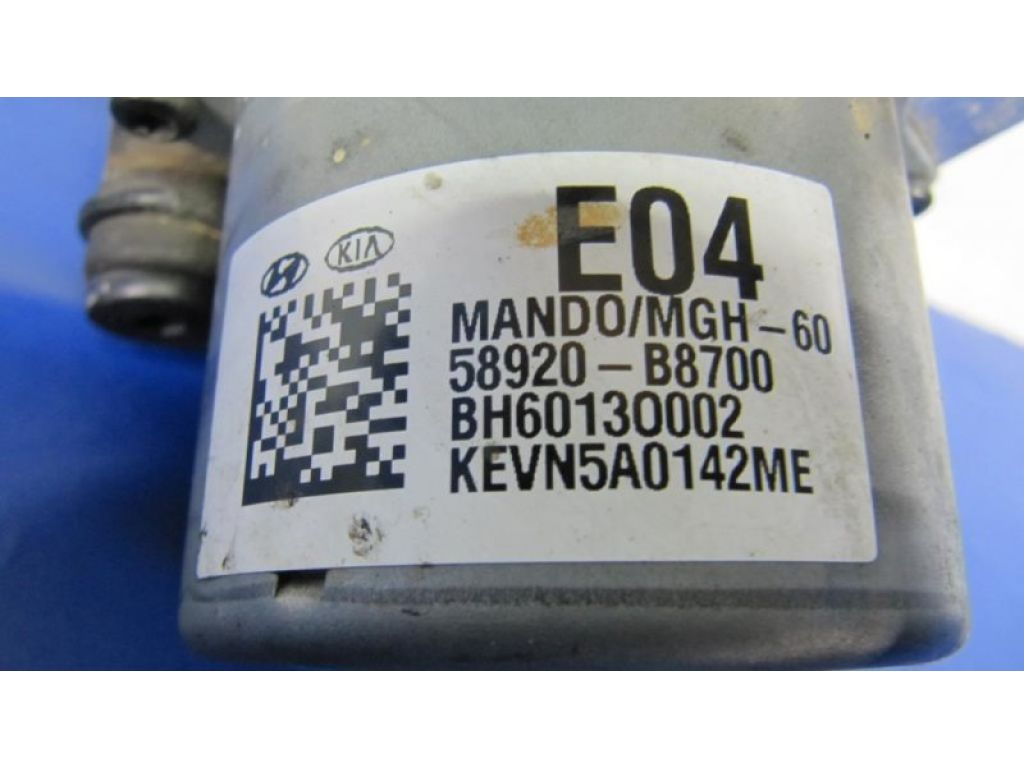 E04
KIA
MANDO/MGH-60
58920-B8700
BH60130002
KEVN5A0142ME